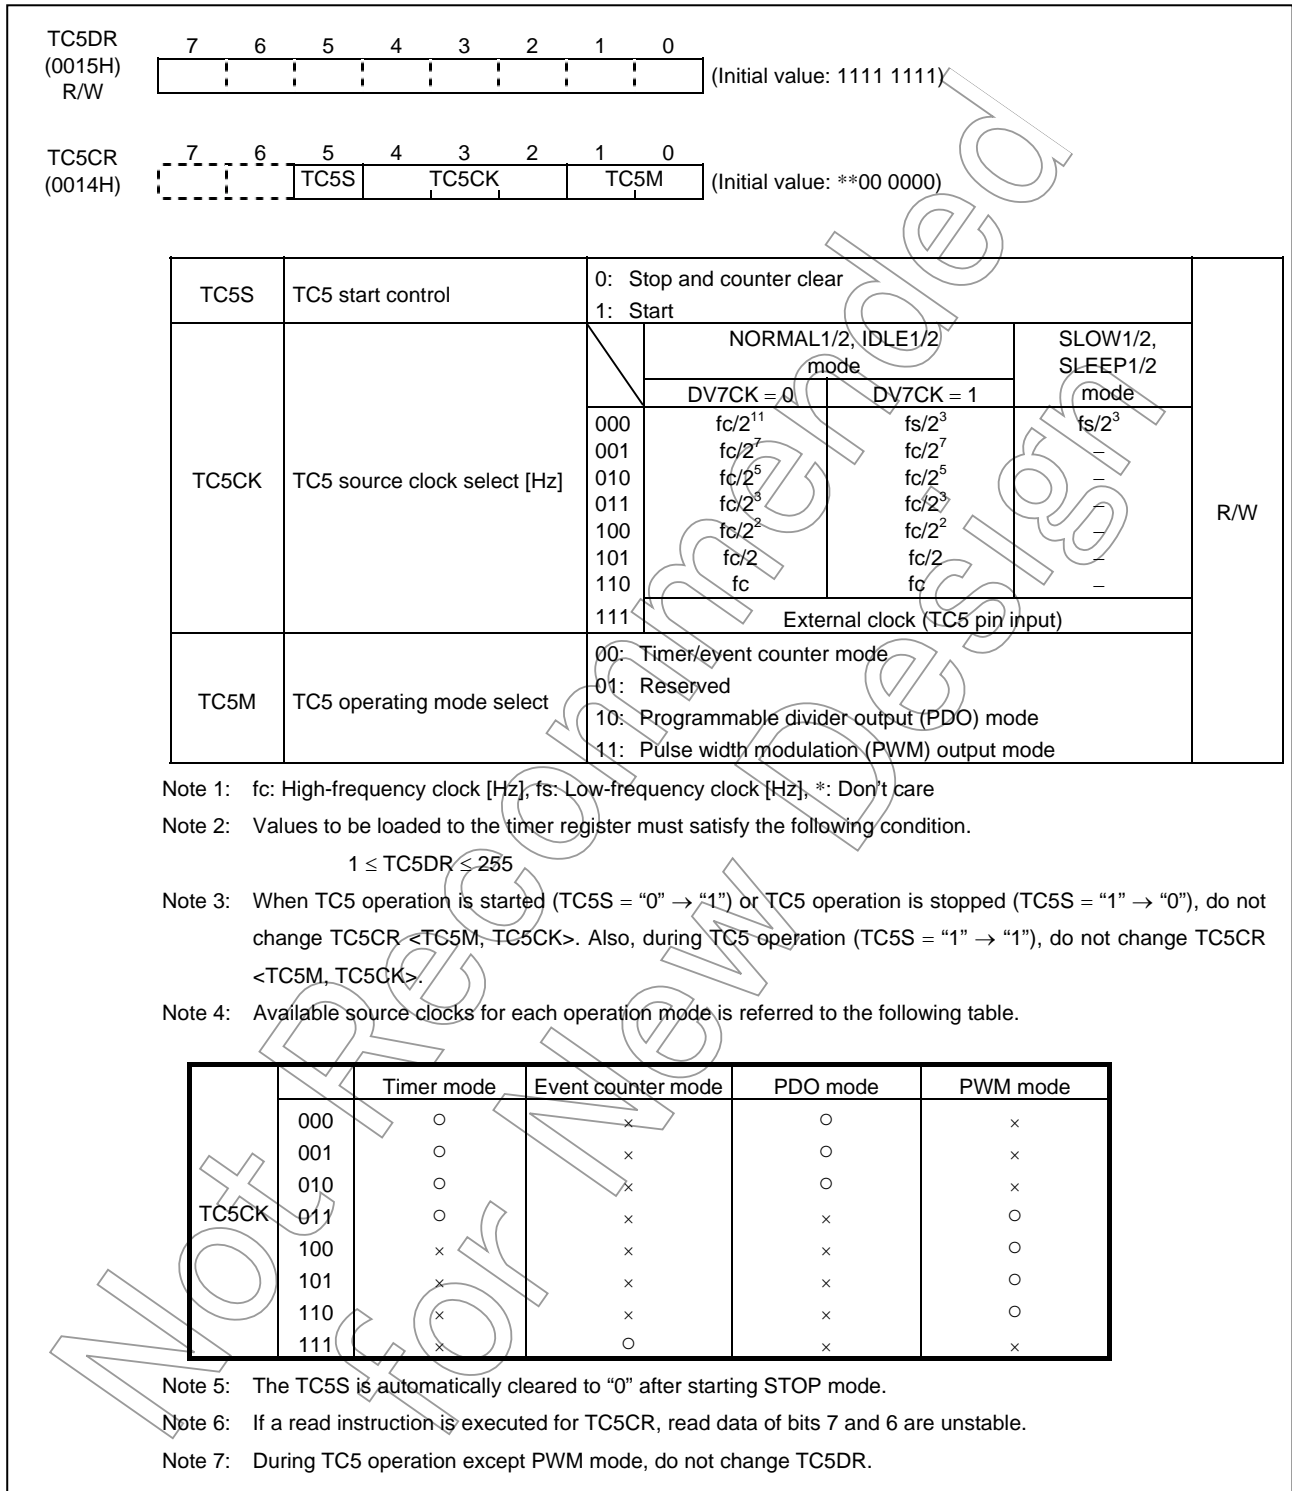 TC5DR
(0015H)
R/W
7 6 5 4 3 2 1 0
(Initial value: 1111 1111)
TC5CR
(0014H)
7 6 5 4 3 2 1 0
TC5S TC5CK TC5M
(Initial value: **00 0000)
TC5S TC5 start control
0: Stop and counter clear
1: Start
R/W
TC5CK TC5 source clock select [Hz]
NORMAL1/2, IDLE1/2 mode
SLOW1/2, SLEEP1/2 mode
DV7CK = 0 DV7CK = 1
000 fc/2^11 fs/2^3 fs/2^3
001 fc/2^7 fc/2^7 –
010 fc/2^5 fc/2^5 –
011 fc/2^3 fc/2^3 –
100 fc/2^2 fc/2^2 –
101 fc/2 fc/2 –
110 fc fc –
111 External clock (TC5 pin input)
TC5M TC5 operating mode select
00: Timer/event counter mode
01: Reserved
10: Programmable divider output (PDO) mode
11: Pulse width modulation (PWM) output mode
Note 1: fc: High-frequency clock [Hz], fs: Low-frequency clock [Hz], *: Don't care
Note 2: Values to be loaded to the timer register must satisfy the following condition.
1 ≤ TC5DR ≤ 255
Note 3: When TC5 operation is started (TC5S = “0” → “1”) or TC5 operation is stopped (TC5S = “1” → “0”), do not
change TC5CR <TC5M, TC5CK>. Also, during TC5 operation (TC5S = “1” → “1”), do not change TC5CR
<TC5M, TC5CK>.
Note 4: Available source clocks for each operation mode is referred to the following table.
Timer mode Event counter mode PDO mode PWM mode
TC5CK
000 ○ × ○ ×
001 ○ × ○ ×
010 ○ × ○ ×
011 ○ × × ○
100 × × × ○
101 × × × ○
110 × × × ○
111 × ○ × ×
Note 5: The TC5S is automatically cleared to “0” after starting STOP mode.
Note 6: If a read instruction is executed for TC5CR, read data of bits 7 and 6 are unstable.
Note 7: During TC5 operation except PWM mode, do not change TC5DR.
Not Recommended
for New Design